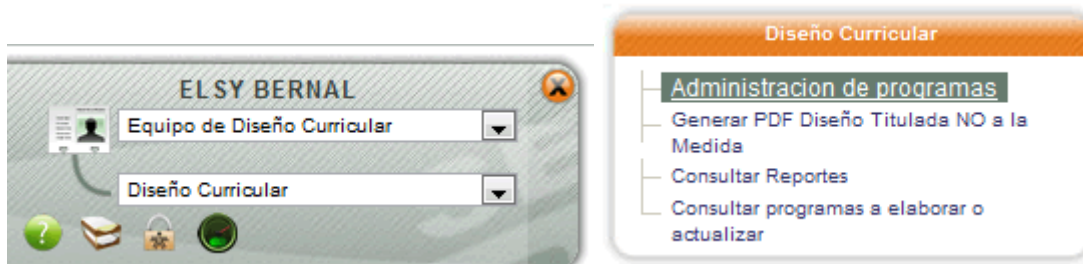 ELSY BERNAL
Equipo de Diseño Curricular
Diseño Curricular
Diseño Curricular
Administracion de programas
Generar PDF Diseño Titulada NO a la
Medida
Consultar Reportes
Consultar programas a elaborar o
actualizar